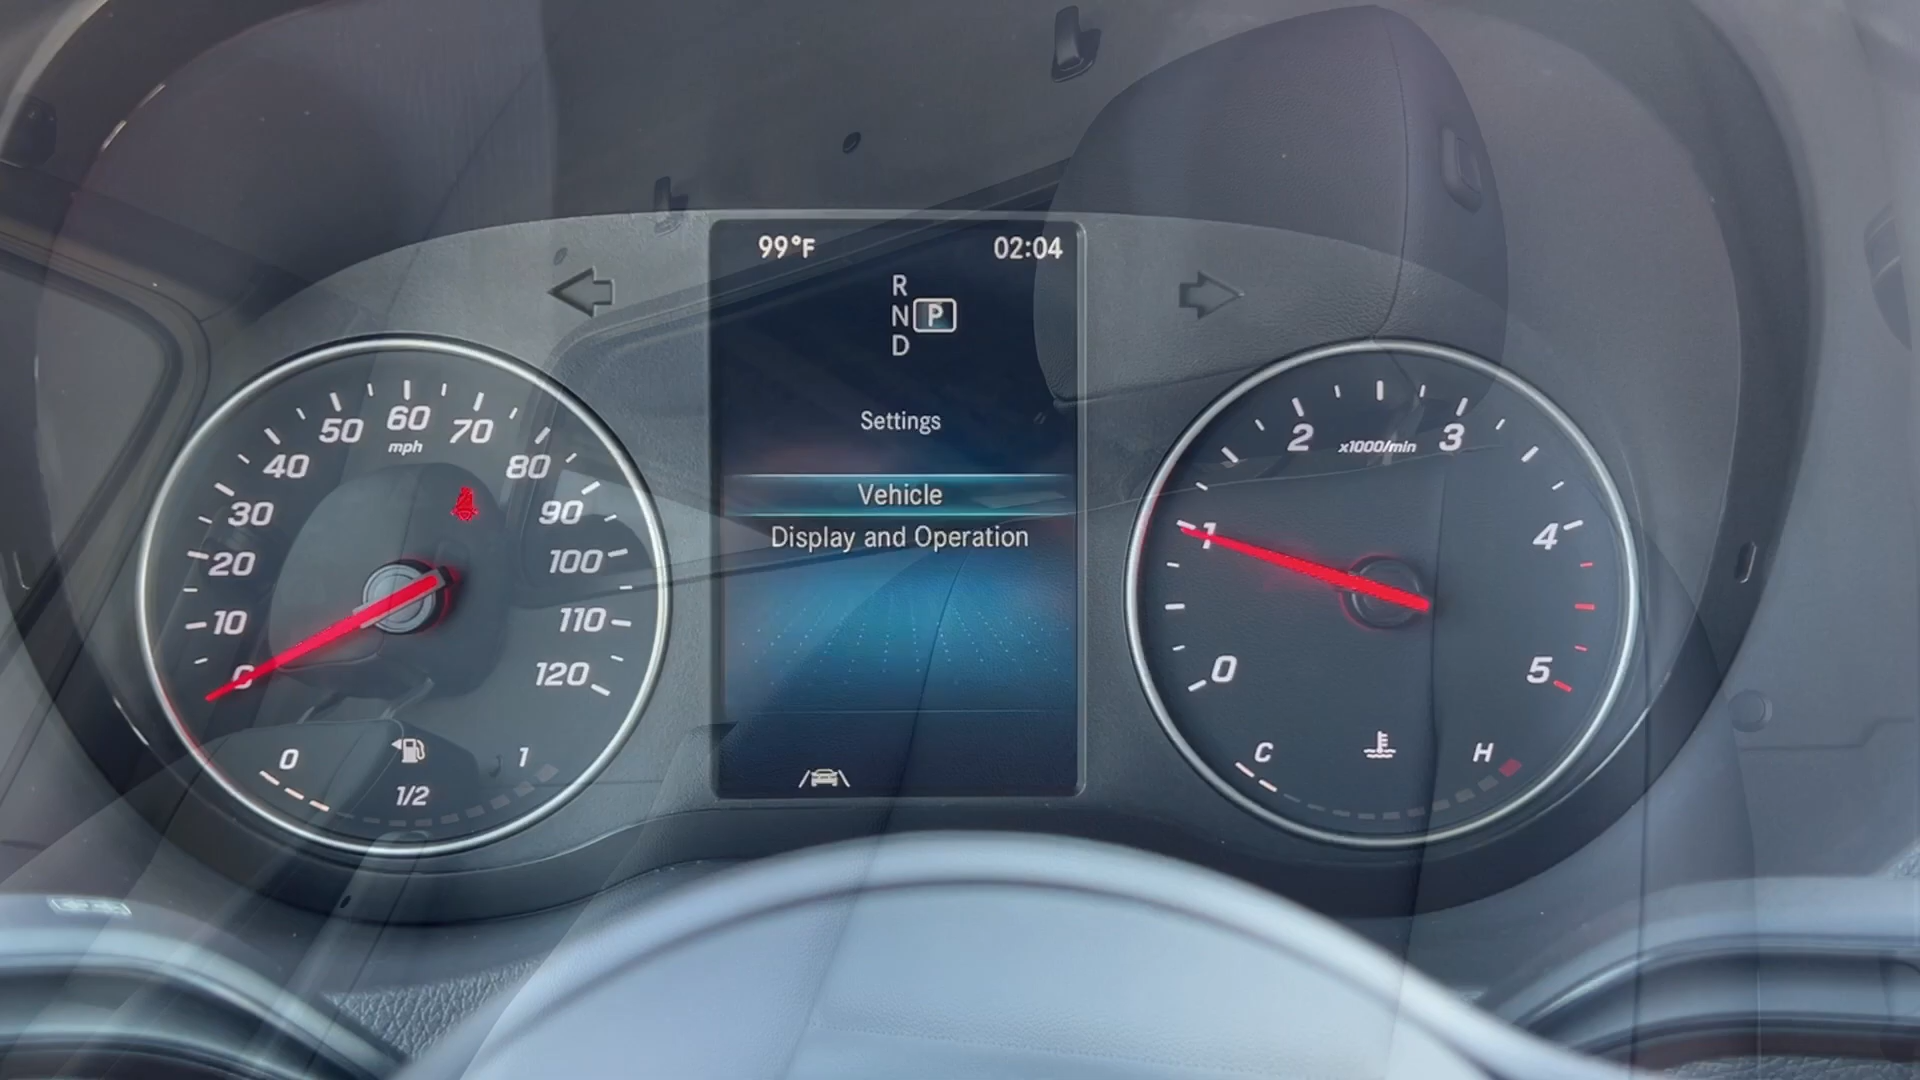 99°F 02:04
R
N P
D
Settings
Vehicle
Display and Operation
0 10 20 30 40 50 60 70 80 90 100 110 120
mph
0 1/2 1
0 1 2 3 4 5
x1000/min
C H